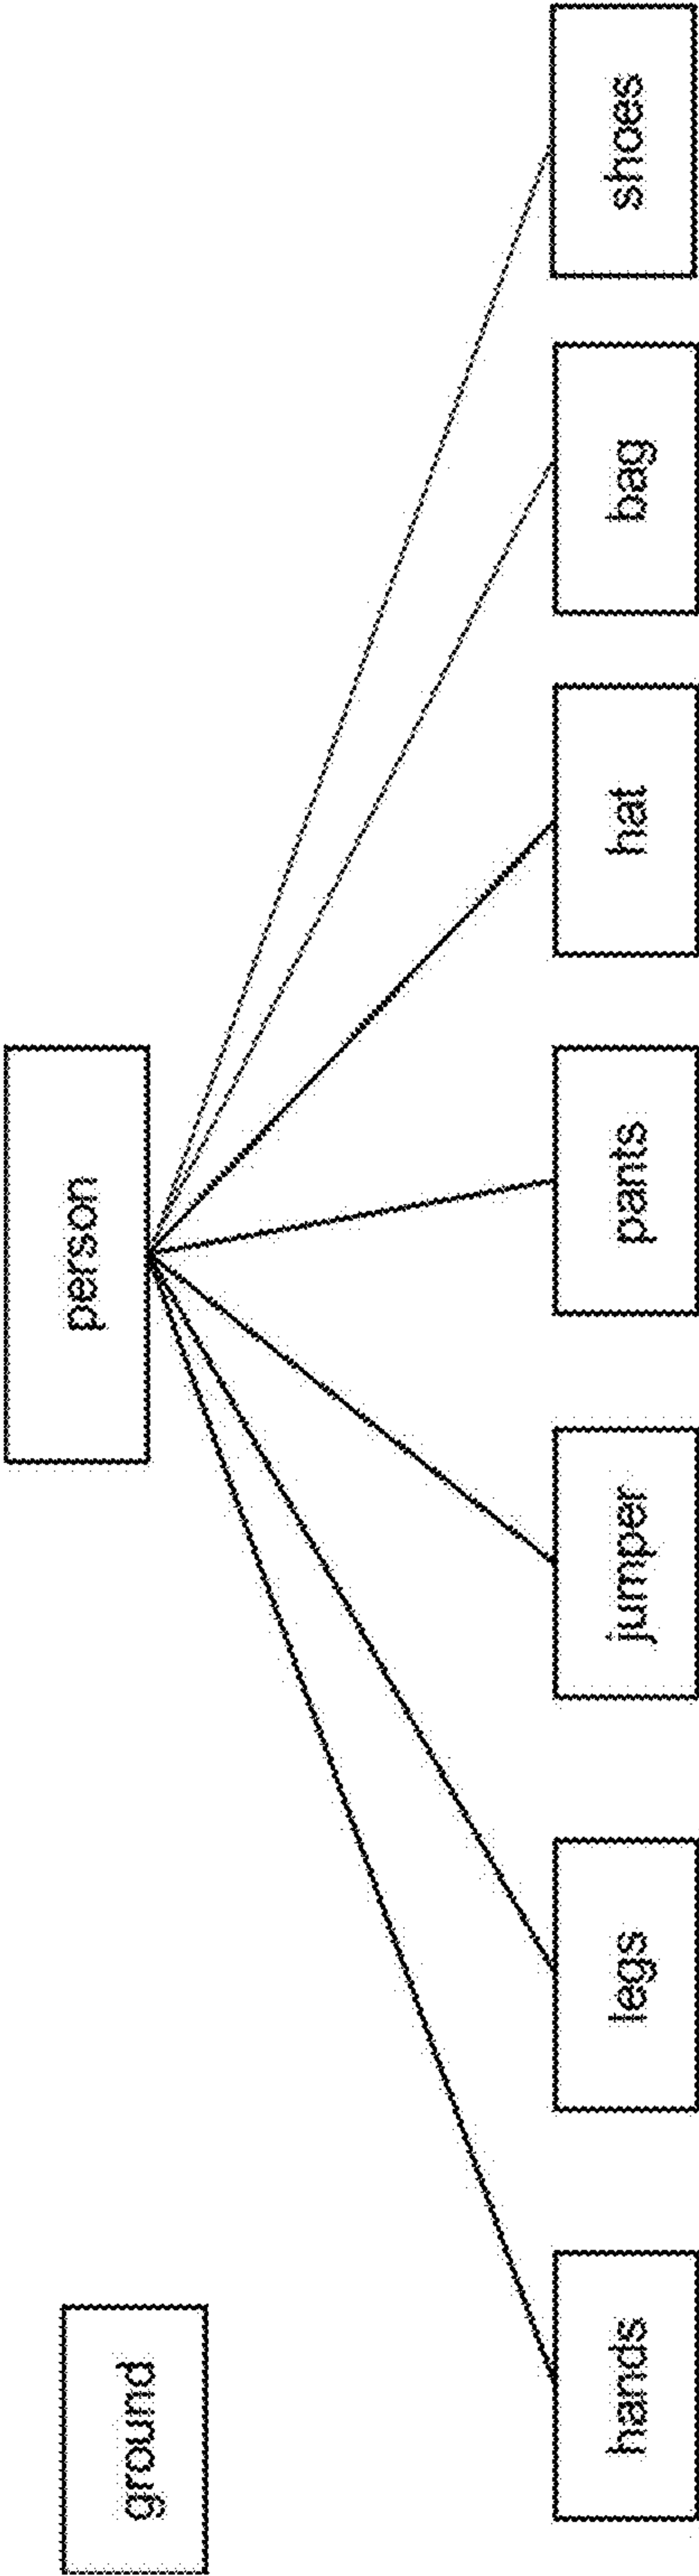 person
ground
hands
legs
jumper
pants
hat
bag
shoes